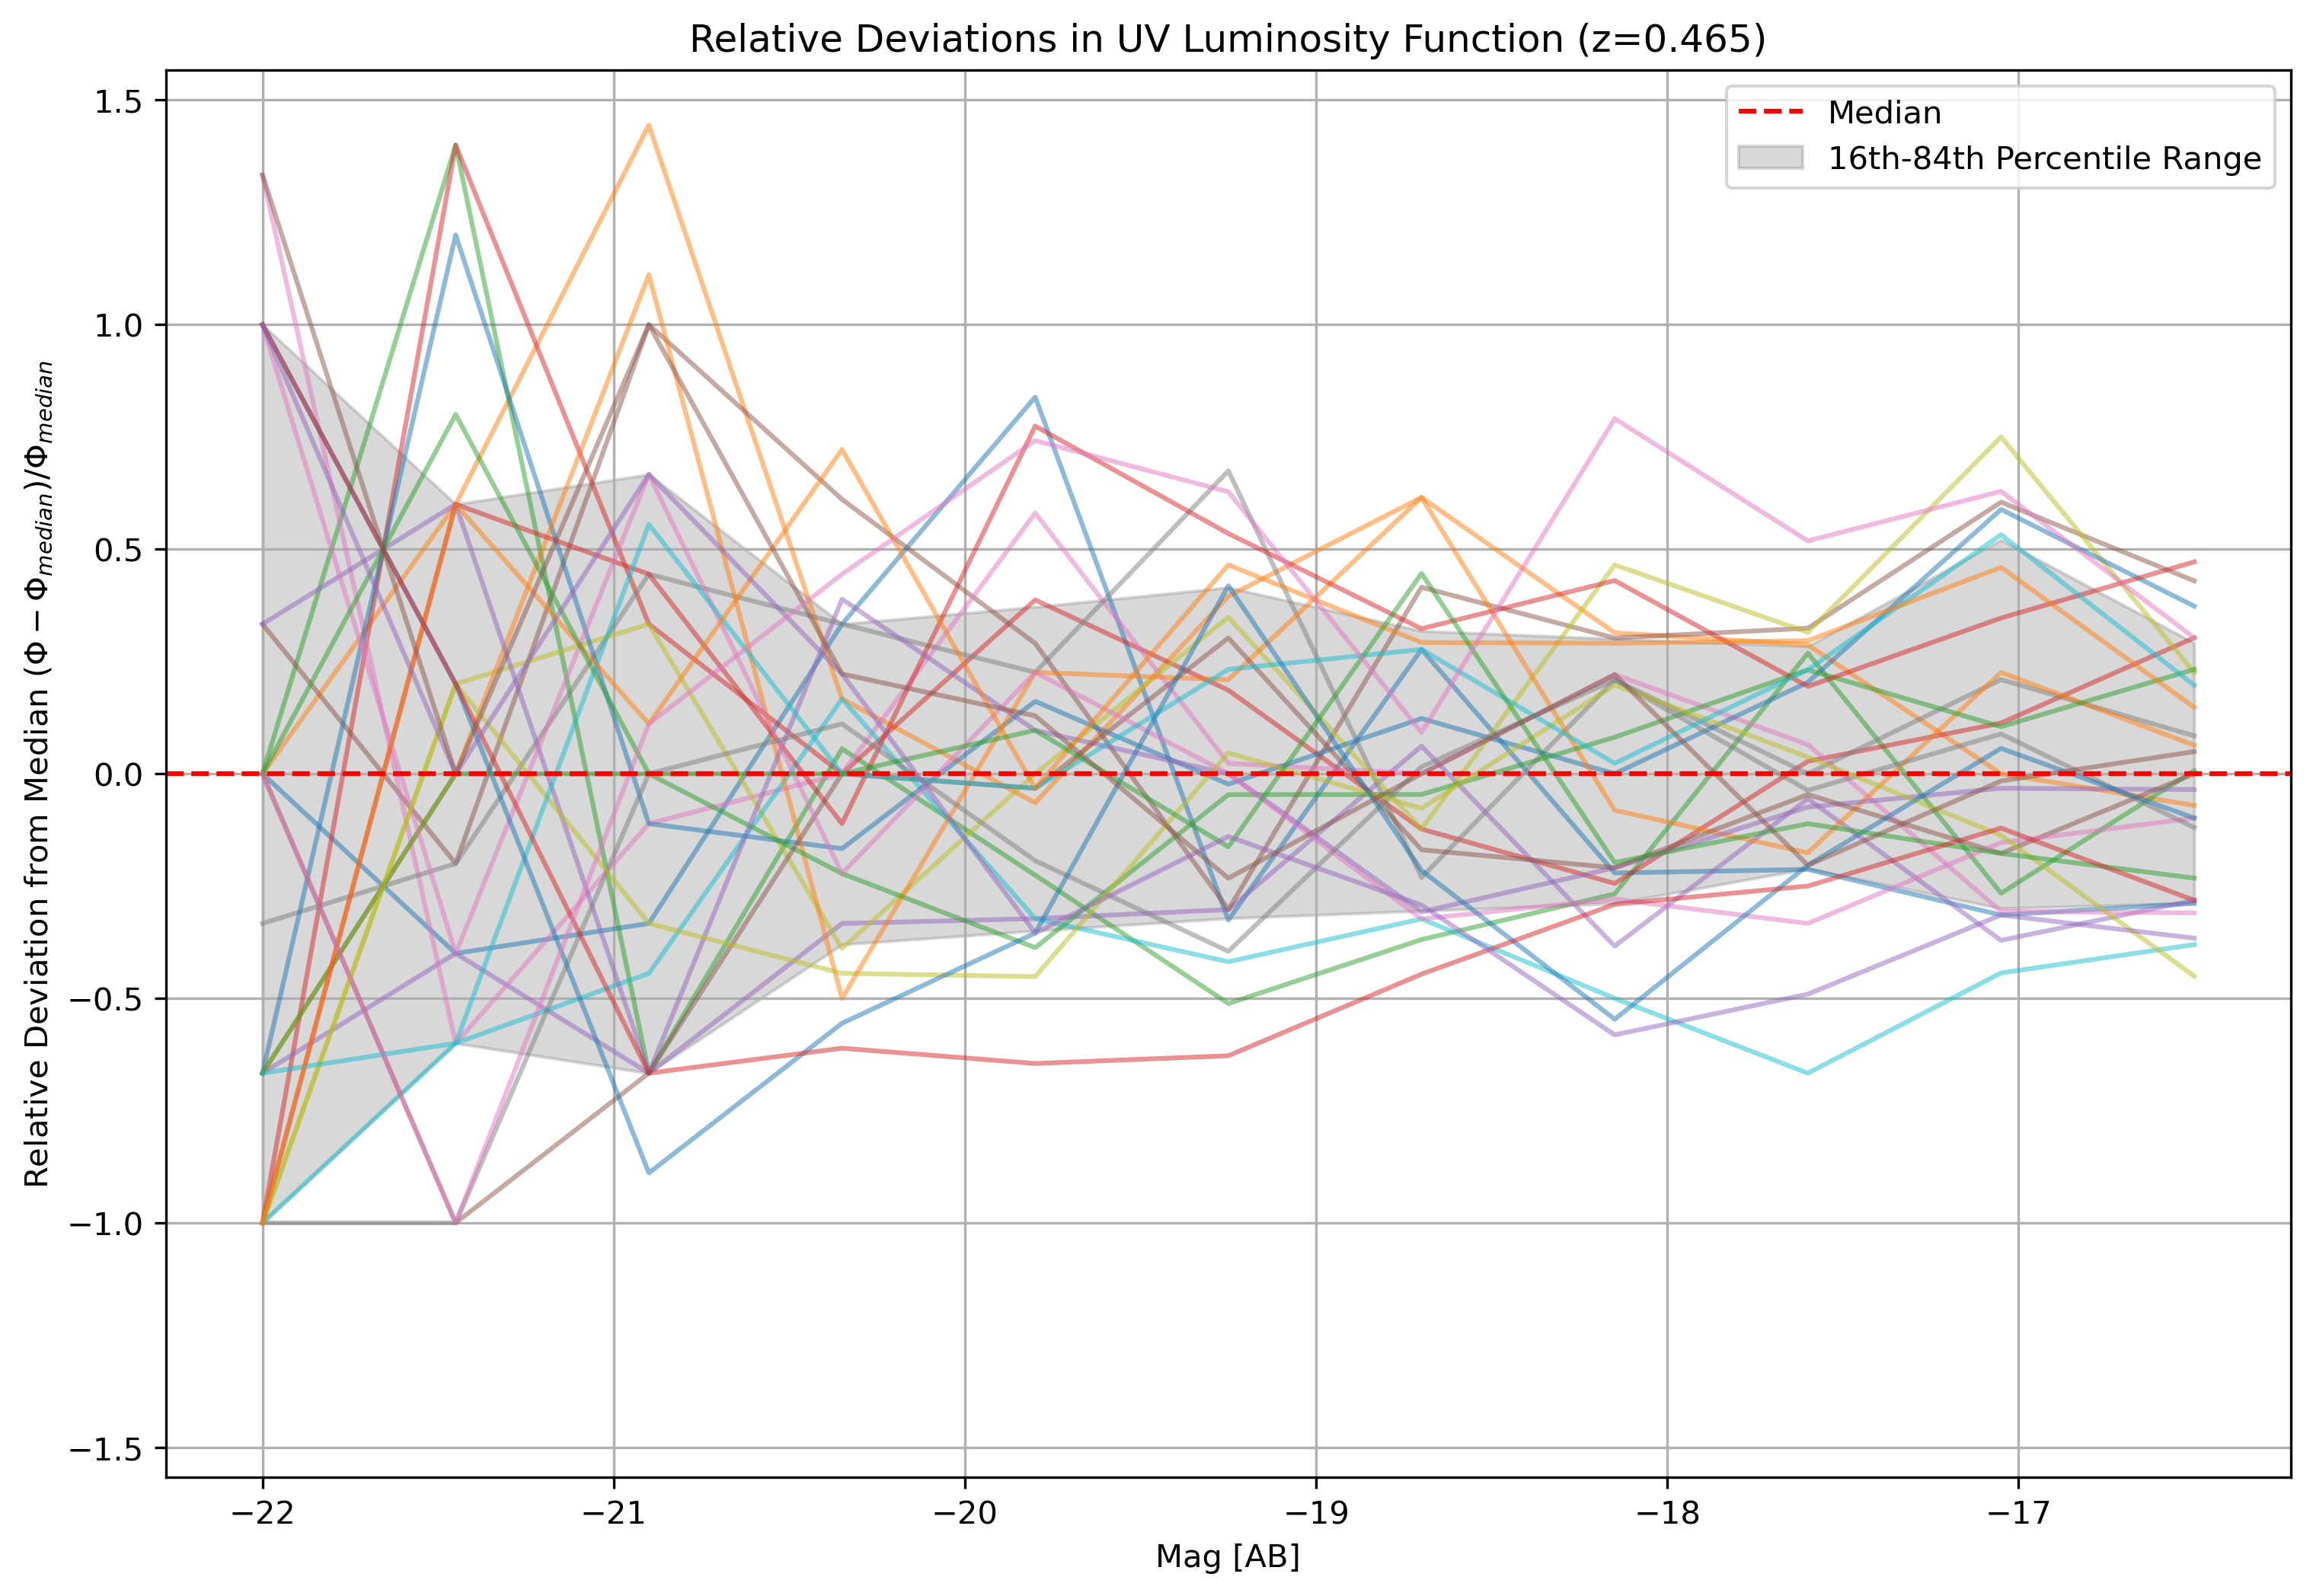 Relative Deviations in UV Luminosity Function (z=0.465)
Median
16th-84th Percentile Range
Relative Deviation from Median (Φ − Φ_median)/Φ_median
1.5
1.0
0.5
0.0
−0.5
−1.0
−1.5
−22
−21
−20
−19
−18
−17
Mag [AB]